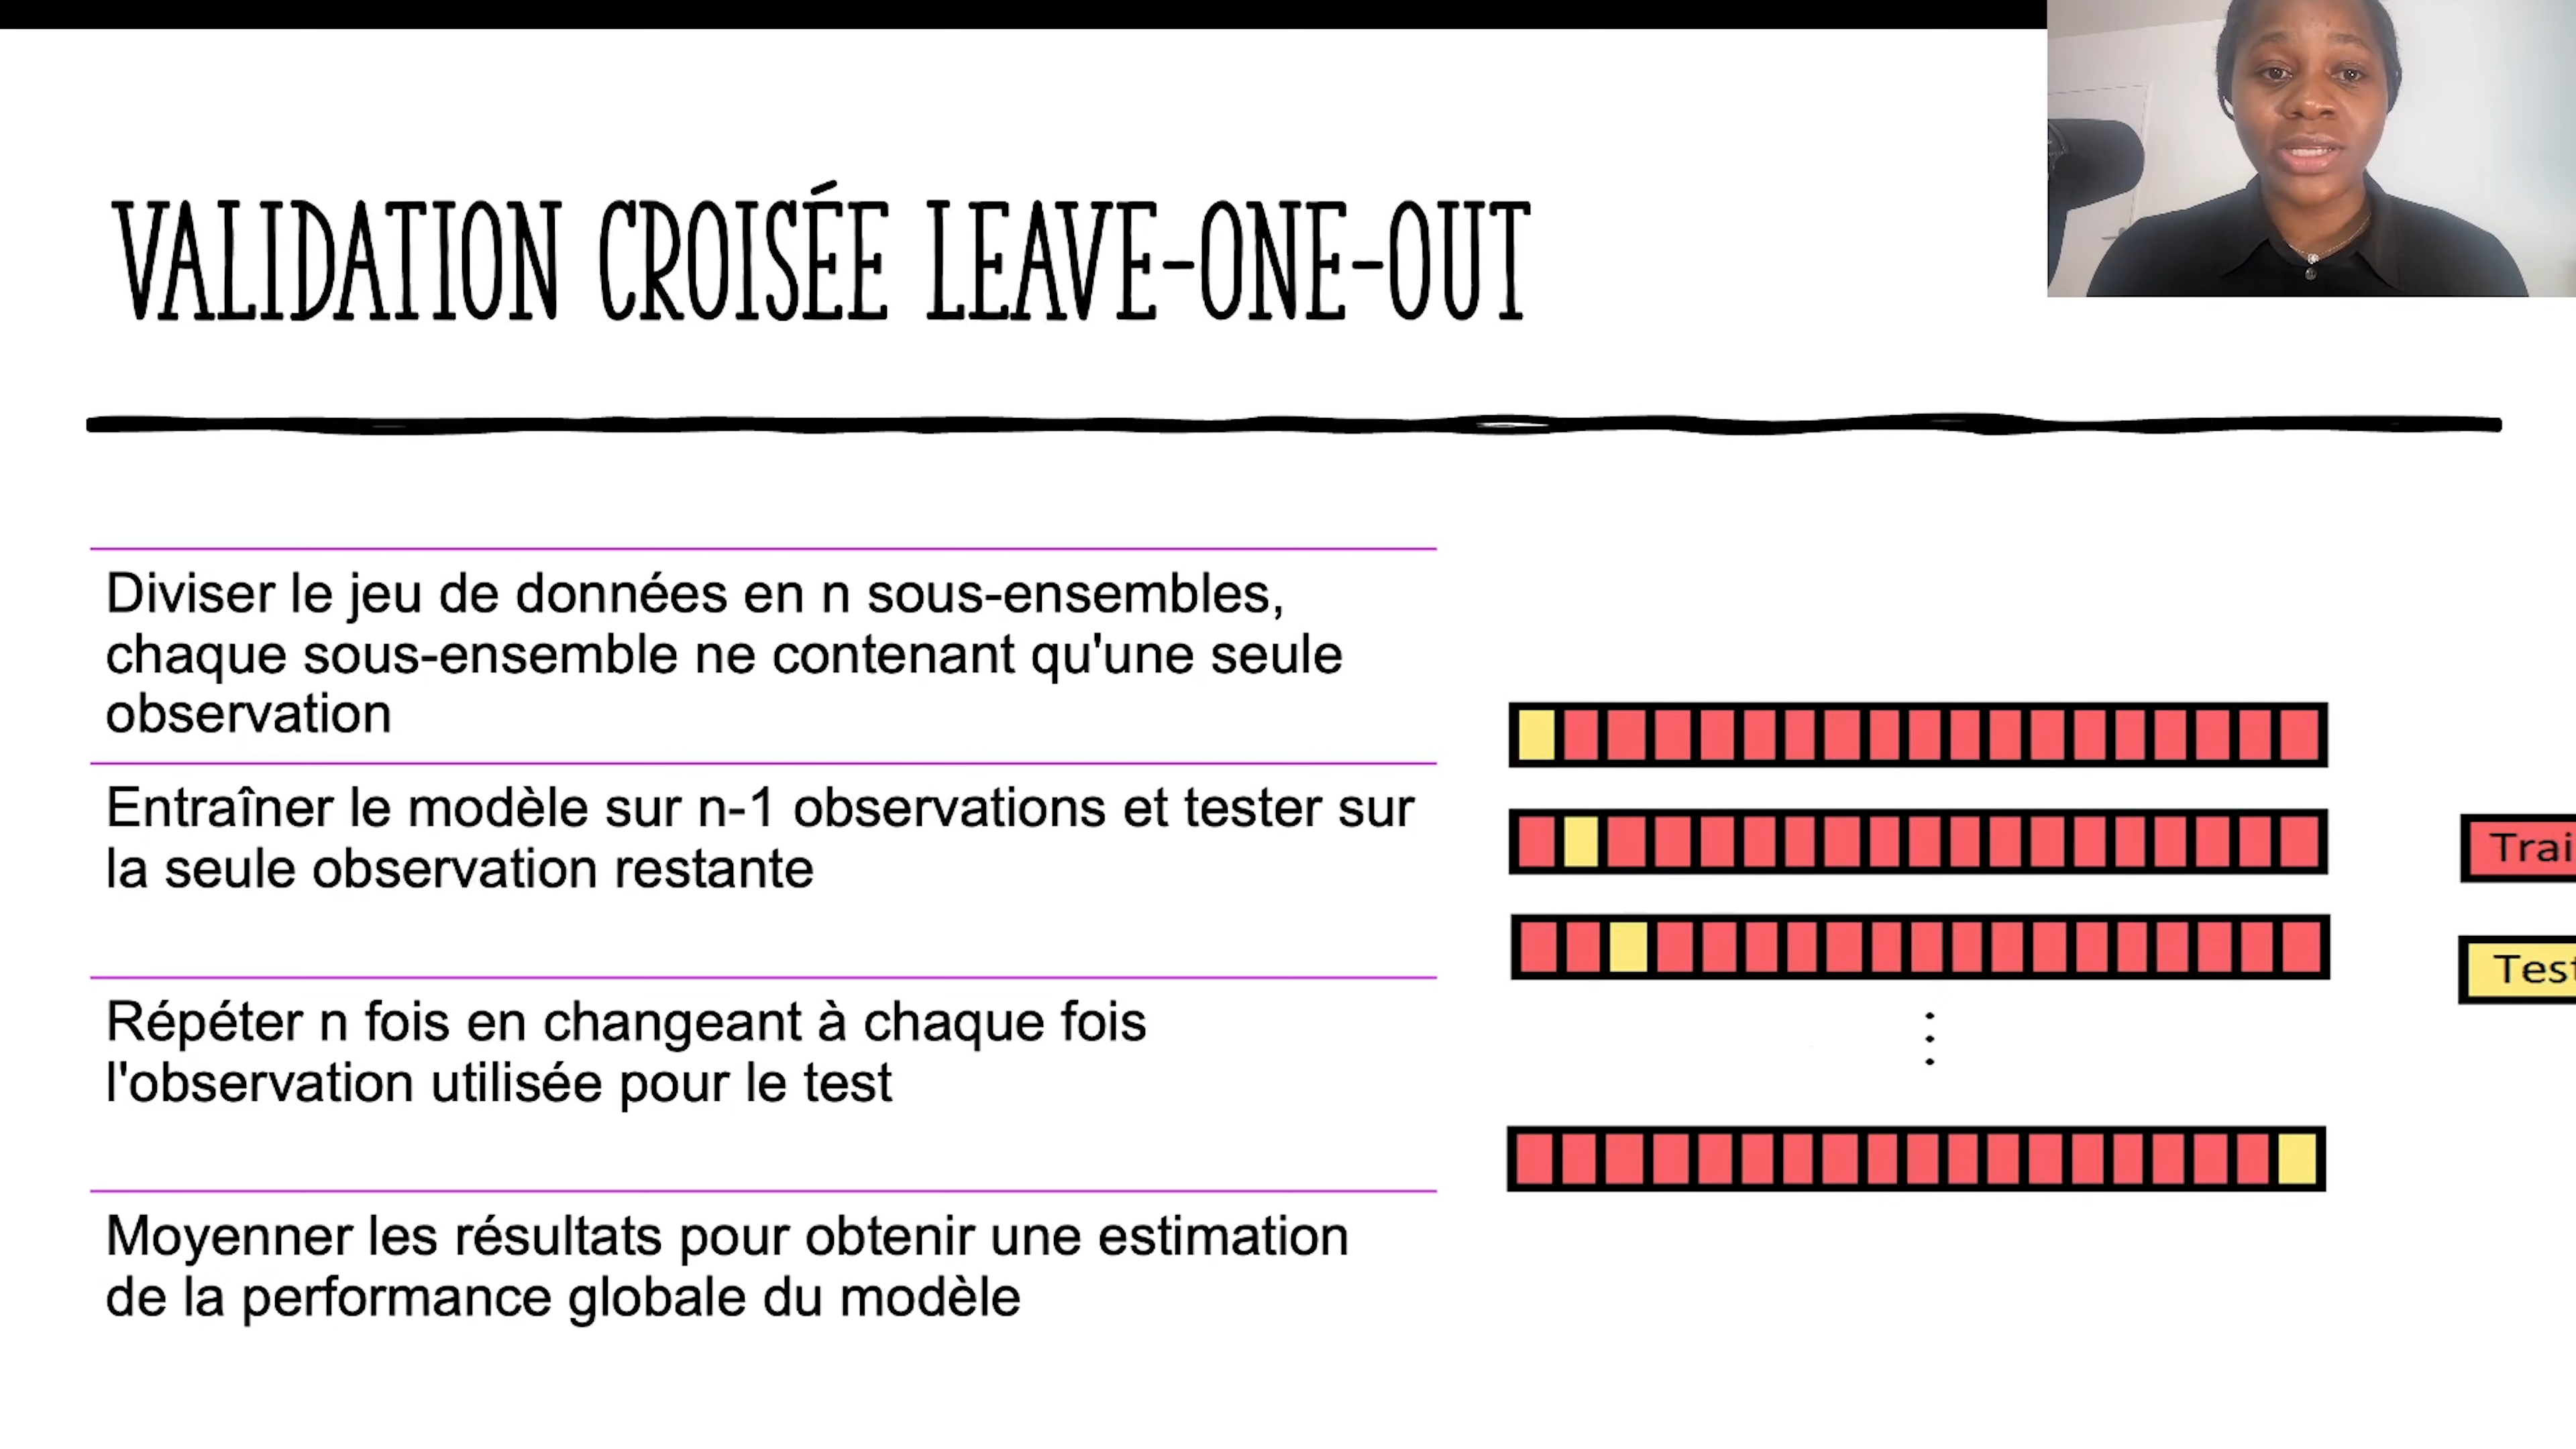 VALIDATION CROISÉE LEAVE-ONE-OUT
Diviser le jeu de données en n sous-ensembles,
chaque sous-ensemble ne contenant qu'une seule
observation
Entraîner le modèle sur n-1 observations et tester sur
la seule observation restante
Répéter n fois en changeant à chaque fois
l'observation utilisée pour le test
Moyenner les résultats pour obtenir une estimation
de la performance globale du modèle
Trai
Test